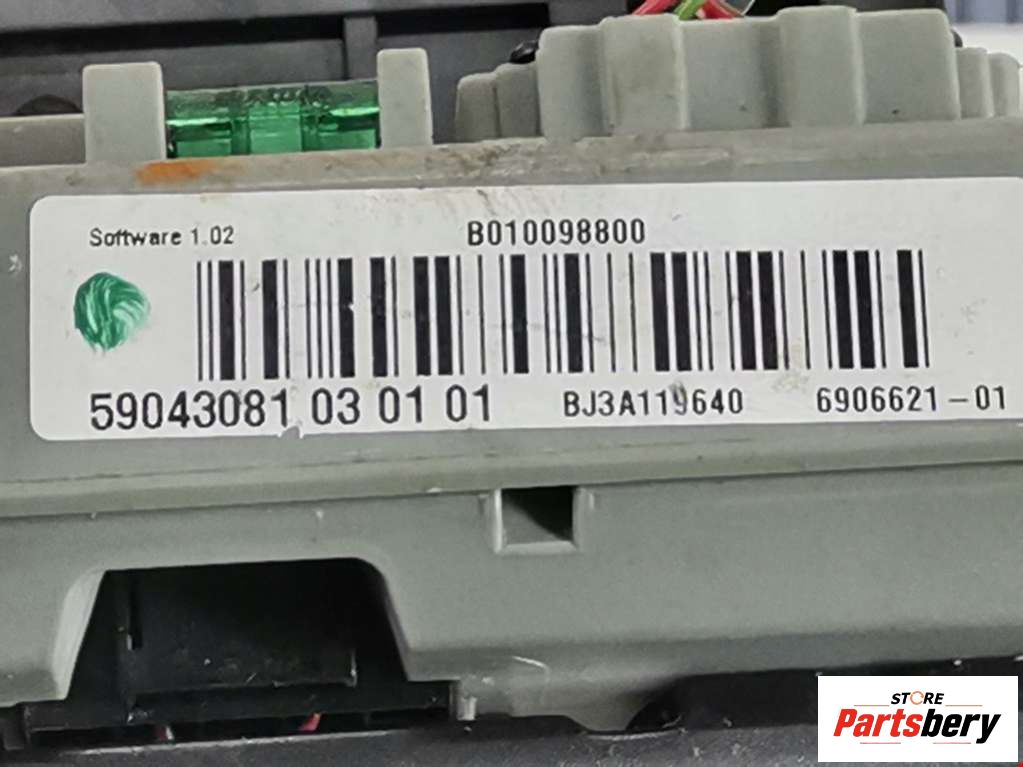 Software 1.02
B010098800
59043081 03 01 01
BJ3A119640
6906621-01
STORE
Partsbery